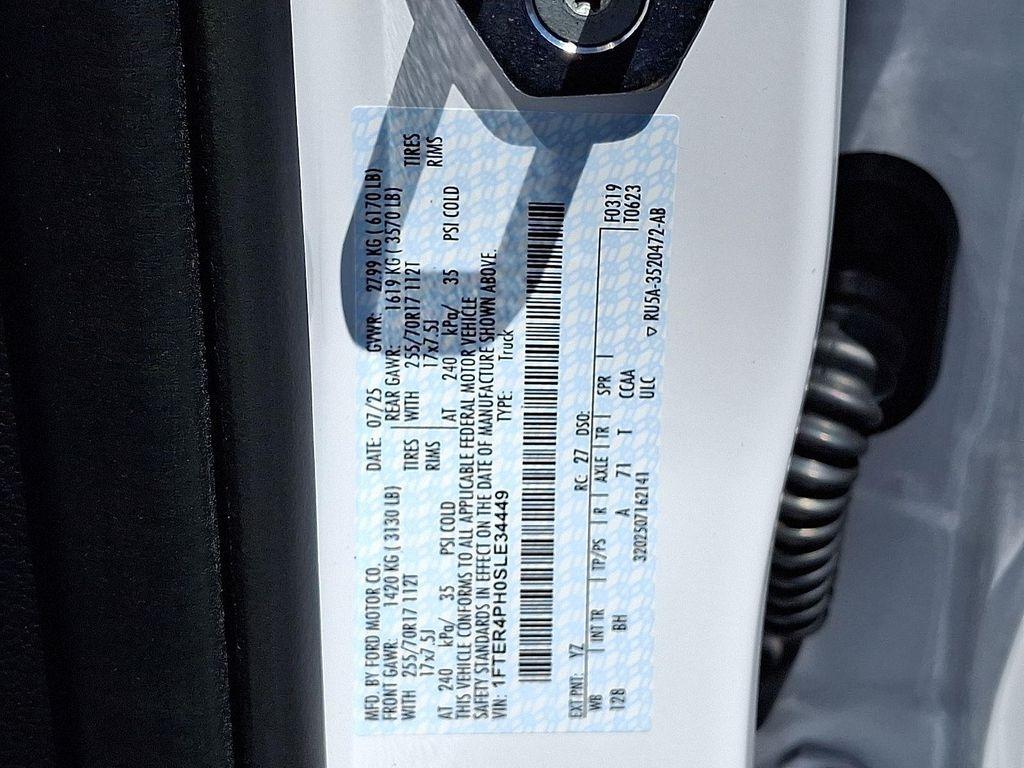 MFD. BY FORD MOTOR CO. DATE: 07/25 GVWR: 2799 KG ( 6170 LB)
FRONT GAWR: 1420 KG ( 3130 LB) REAR GAWR: 1619 KG ( 3570 LB)
WITH 255/70R17 112T TIRES WITH 255/70R17 112T TIRES
17x7.5J RIMS 17x7.5J RIMS
AT 240 kPa/ 35 PSI COLD AT 240 kPa/ 35 PSI COLD
THIS VEHICLE CONFORMS TO ALL APPLICABLE FEDERAL MOTOR VEHICLE
SAFETY STANDARDS IN EFFECT ON THE DATE OF MANUFACTURE SHOWN ABOVE.
VIN: 1FTER4PH0SLE34449 TYPE: Truck
EXT PNT: YZ RC: 27 DSO: F0319
WB INT TR TP/PS R AXLE TR SPR T0623
128 BH A 71 T CCAA
3202507162141 ULC
▽ RU5A-3520472-AB